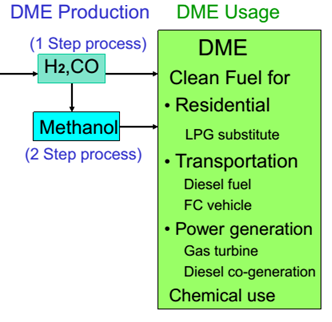 DME Production
DME Usage
(1 Step process)
H2,CO
Methanol
(2 Step process)
DME
Clean Fuel for
• Residential
LPG substitute
• Transportation
Diesel fuel
FC vehicle
• Power generation
Gas turbine
Diesel co-generation
Chemical use